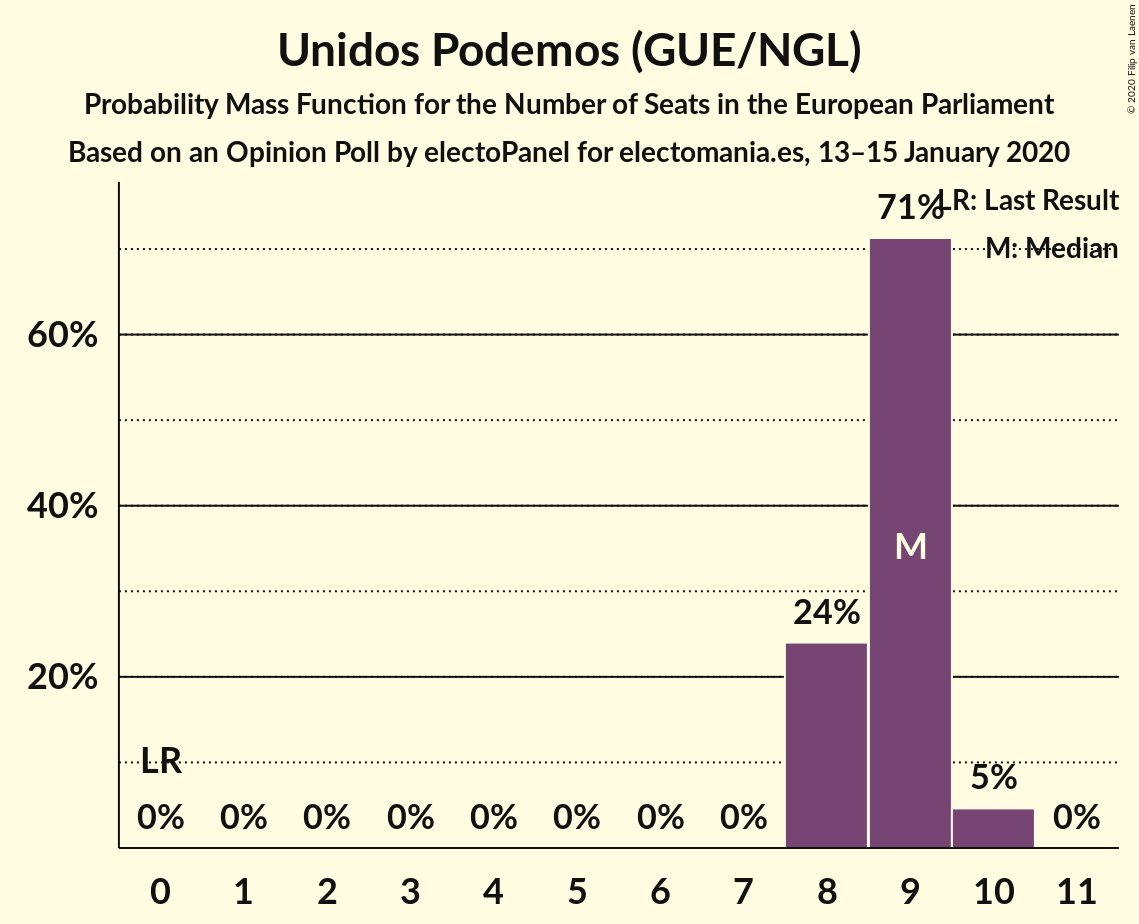 Unidos Podemos (GUE/NGL)
Probability Mass Function for the Number of Seats in the European Parliament
Based on an Opinion Poll by electoPanel for electomania.es, 13–15 January 2020
© 2020 Filip van Laenen
LR: Last Result
M: Median
71%
60%
40%
M
24%
20%
LR
5%
0% 0% 0% 0% 0% 0% 0% 0% 0%
0 1 2 3 4 5 6 7 8 9 10 11